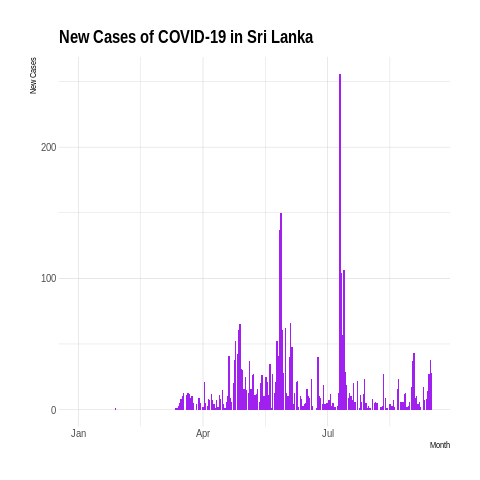 New Cases of COVID-19 in Sri Lanka
New Cases
200
100
0
Jan Apr Jul
Month